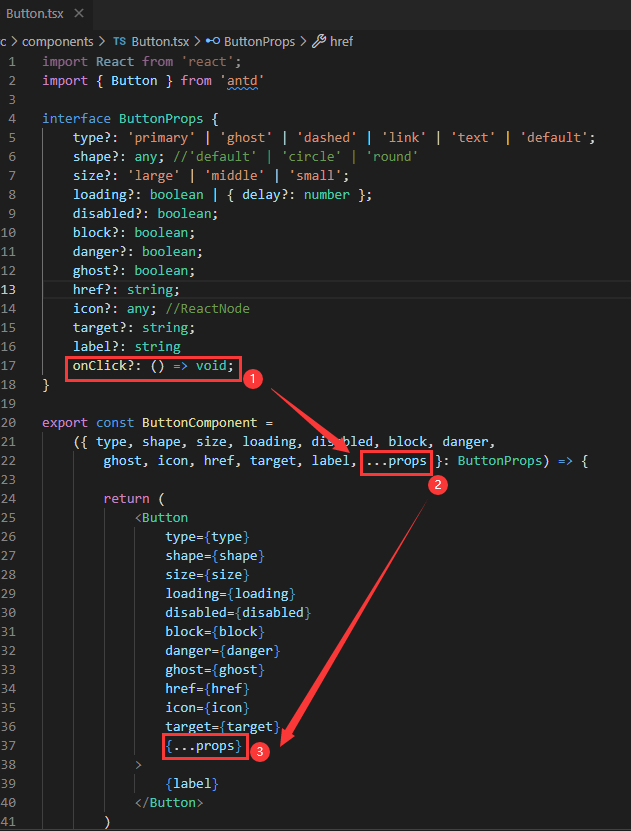 Button.tsx ×
c > components > TS Button.tsx > ButtonProps > href
1 import React from 'react';
2 import { Button } from 'antd'
3
4 interface ButtonProps {
5 type?: 'primary' | 'ghost' | 'dashed' | 'link' | 'text' | 'default';
6 shape?: any; //'default' | 'circle' | 'round'
7 size?: 'large' | 'middle' | 'small';
8 loading?: boolean | { delay?: number };
9 disabled?: boolean;
10 block?: boolean;
11 danger?: boolean;
12 ghost?: boolean;
13 href?: string;
14 icon?: any; //ReactNode
15 target?: string;
16 label?: string
17 onClick?: () => void; 1
18 }
19
20 export const ButtonComponent =
21 ({ type, shape, size, loading, disabled, block, danger,
22 ghost, icon, href, target, label, ...props }: ButtonProps) => {
2
23
24 return (
25 <Button
26 type={type}
27 shape={shape}
28 size={size}
29 loading={loading}
30 disabled={disabled}
31 block={block}
32 danger={danger}
33 ghost={ghost}
34 href={href}
35 icon={icon}
36 target={target}
37 {...props} 3
38 >
39 {label}
40 </Button>
41 )